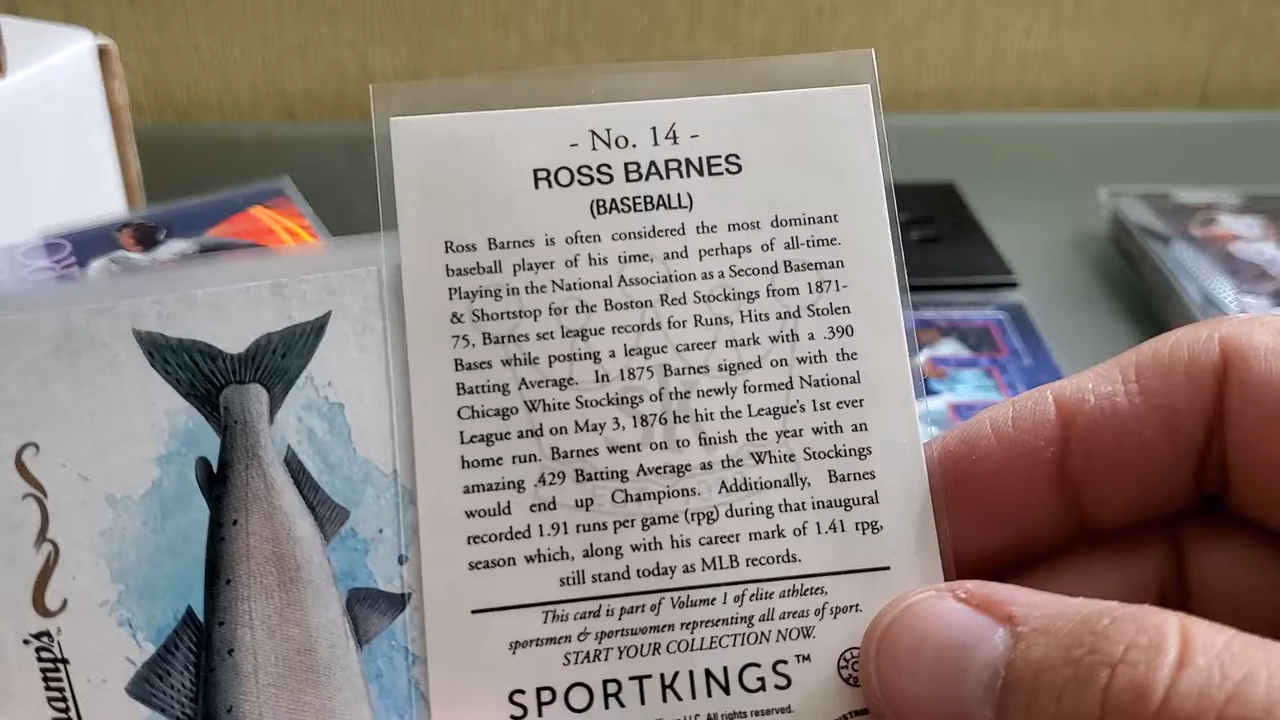 - No. 14 -
ROSS BARNES
(BASEBALL)
Ross Barnes is often considered the most dominant
baseball player of his time, and perhaps of all-time.
Playing in the National Association as a Second Baseman
& Shortstop for the Boston Red Stockings from 1871-
75, Barnes set league records for Runs, Hits and Stolen
Bases while posting a league career mark with a .390
Batting Average. In 1875 Barnes signed on with the
Chicago White Stockings of the newly formed National
League and on May 3, 1876 he hit the League's 1st ever
home run. Barnes went on to finish the year with an
amazing .429 Batting Average as the White Stockings
would end up Champions. Additionally, Barnes
recorded 1.91 runs per game (rpg) during that inaugural
season which, along with his career mark of 1.41 rpg,
still stand today as MLB records.
This card is part of Volume 1 of elite athletes,
sportsmen & sportswomen representing all areas of sport.
START YOUR COLLECTION NOW.
SPORTKINGS™
LLC. All rights reserved.